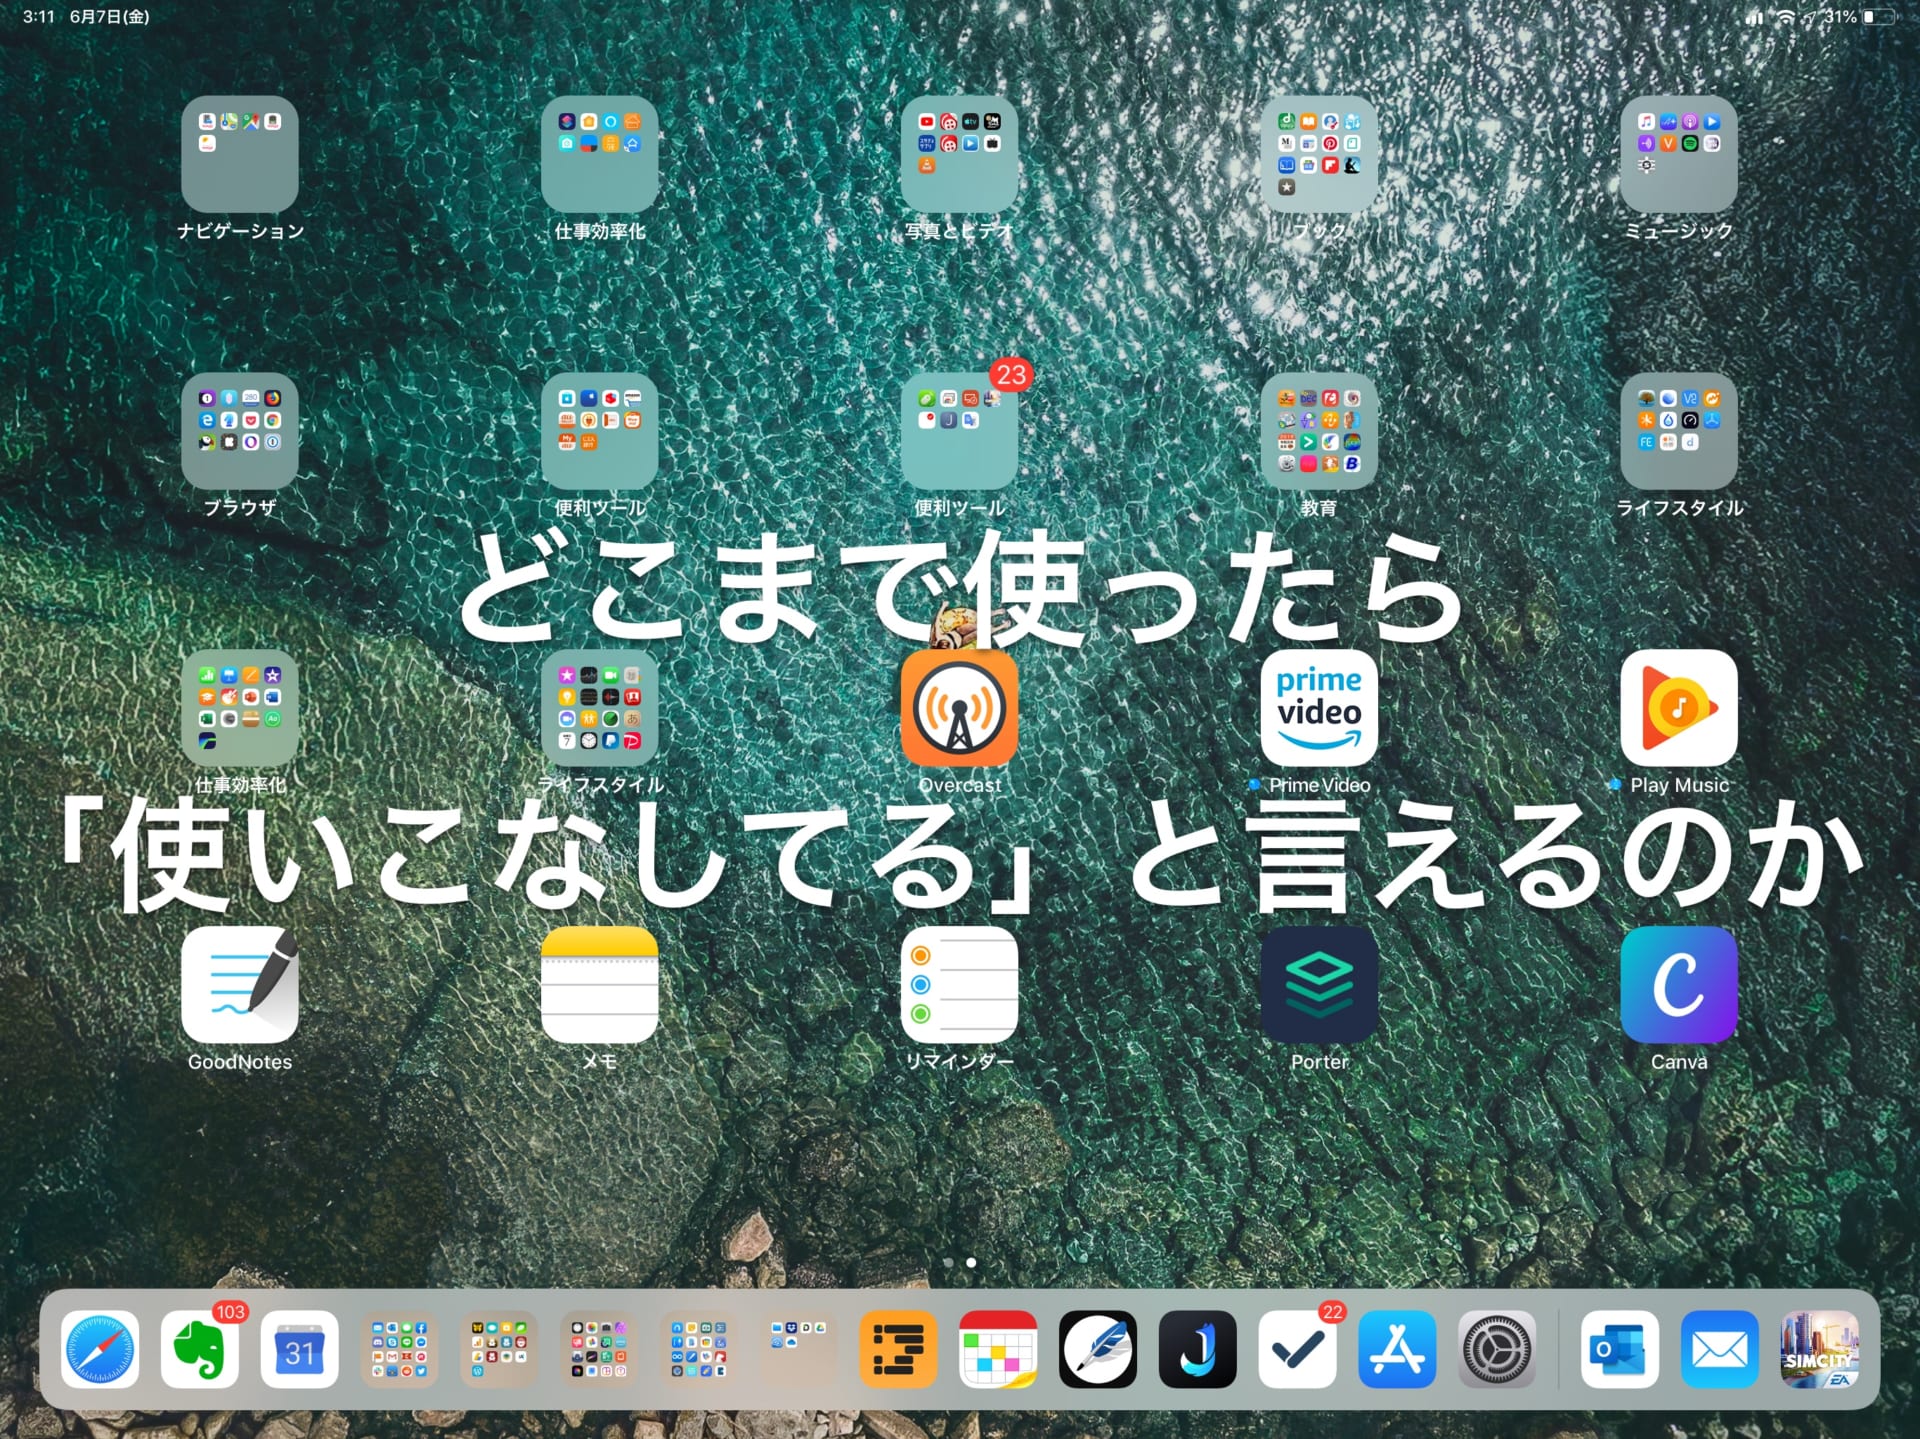 3:11 6月7日(金)
31%
ナビゲーション
仕事効率化
写真とビデオ
ブック
ミュージック
23
ブラウザ
便利ツール
便利ツール
教育
ライフスタイル
どこまで使ったら
prime video
仕事効率化
ライフスタイル
Overcast
Prime Video
Play Music
「使いこなしてる」と言えるのか
GoodNotes
メモ
リマインダー
Porter
C
Canva
103
31
22
O
SIMCITY
EA